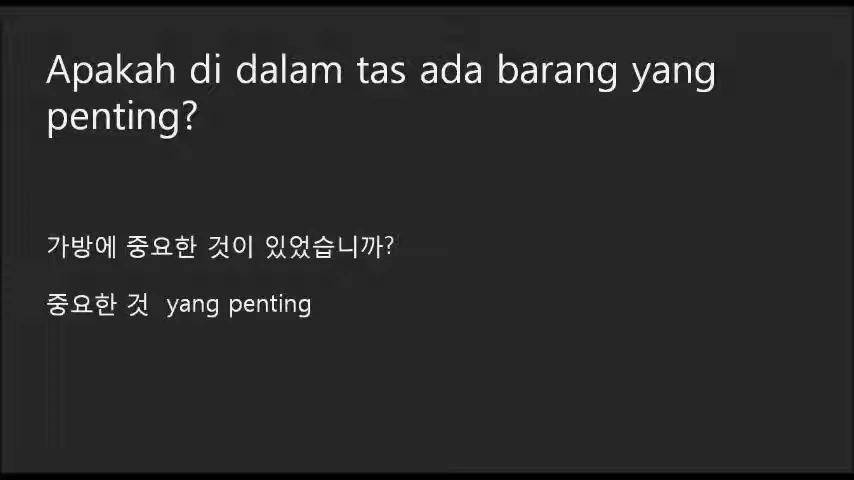 Apakah di dalam tas ada barang yang
penting?
가방에 중요한 것이 있었습니까?
중요한 것 yang penting